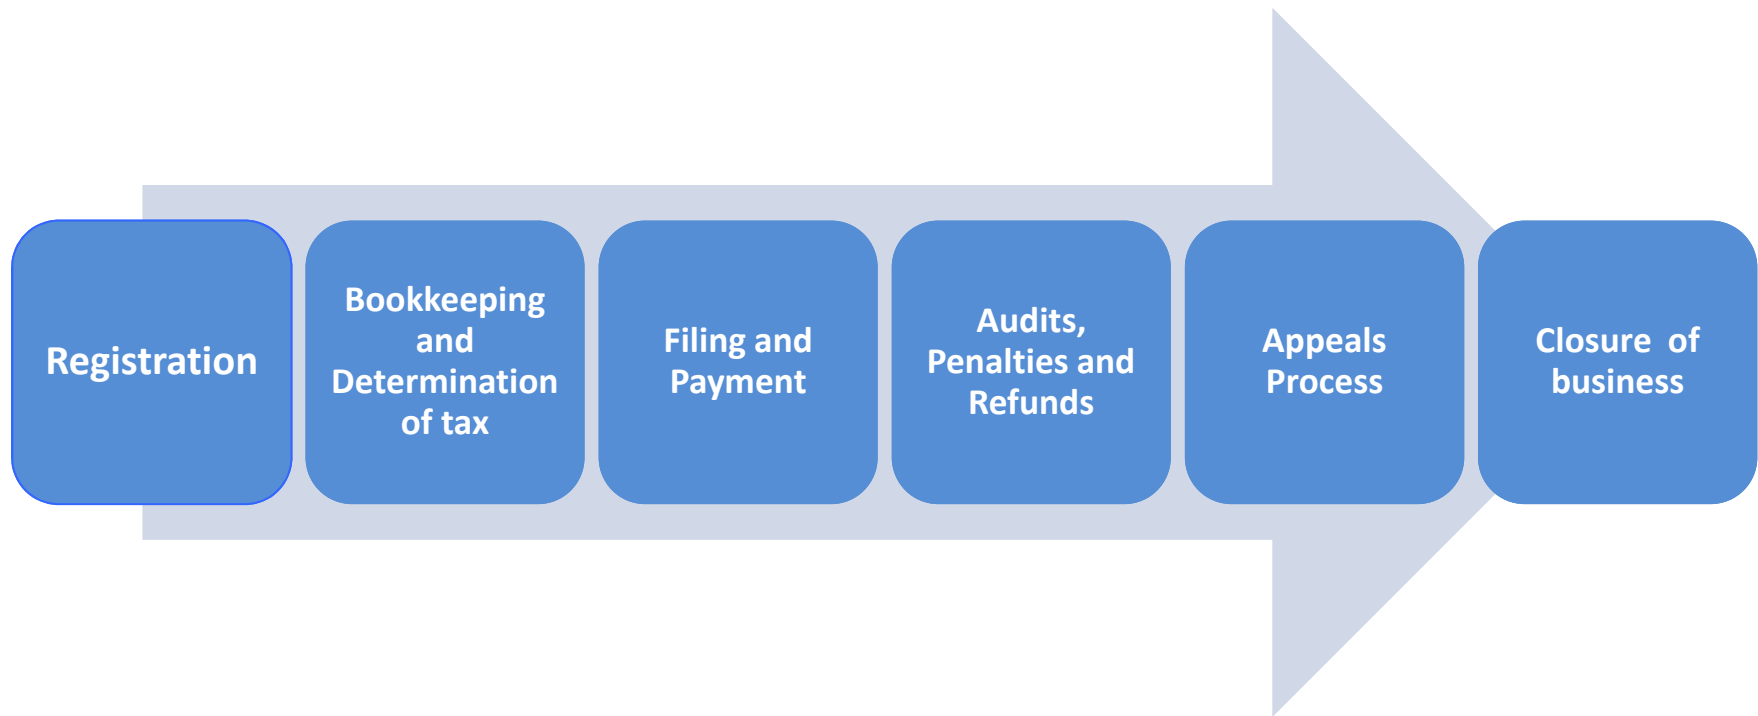 Registration
Bookkeeping
and
Determination
of tax
Filing and
Payment
Audits,
Penalties and
Refunds
Appeals
Process
Closure  of
business